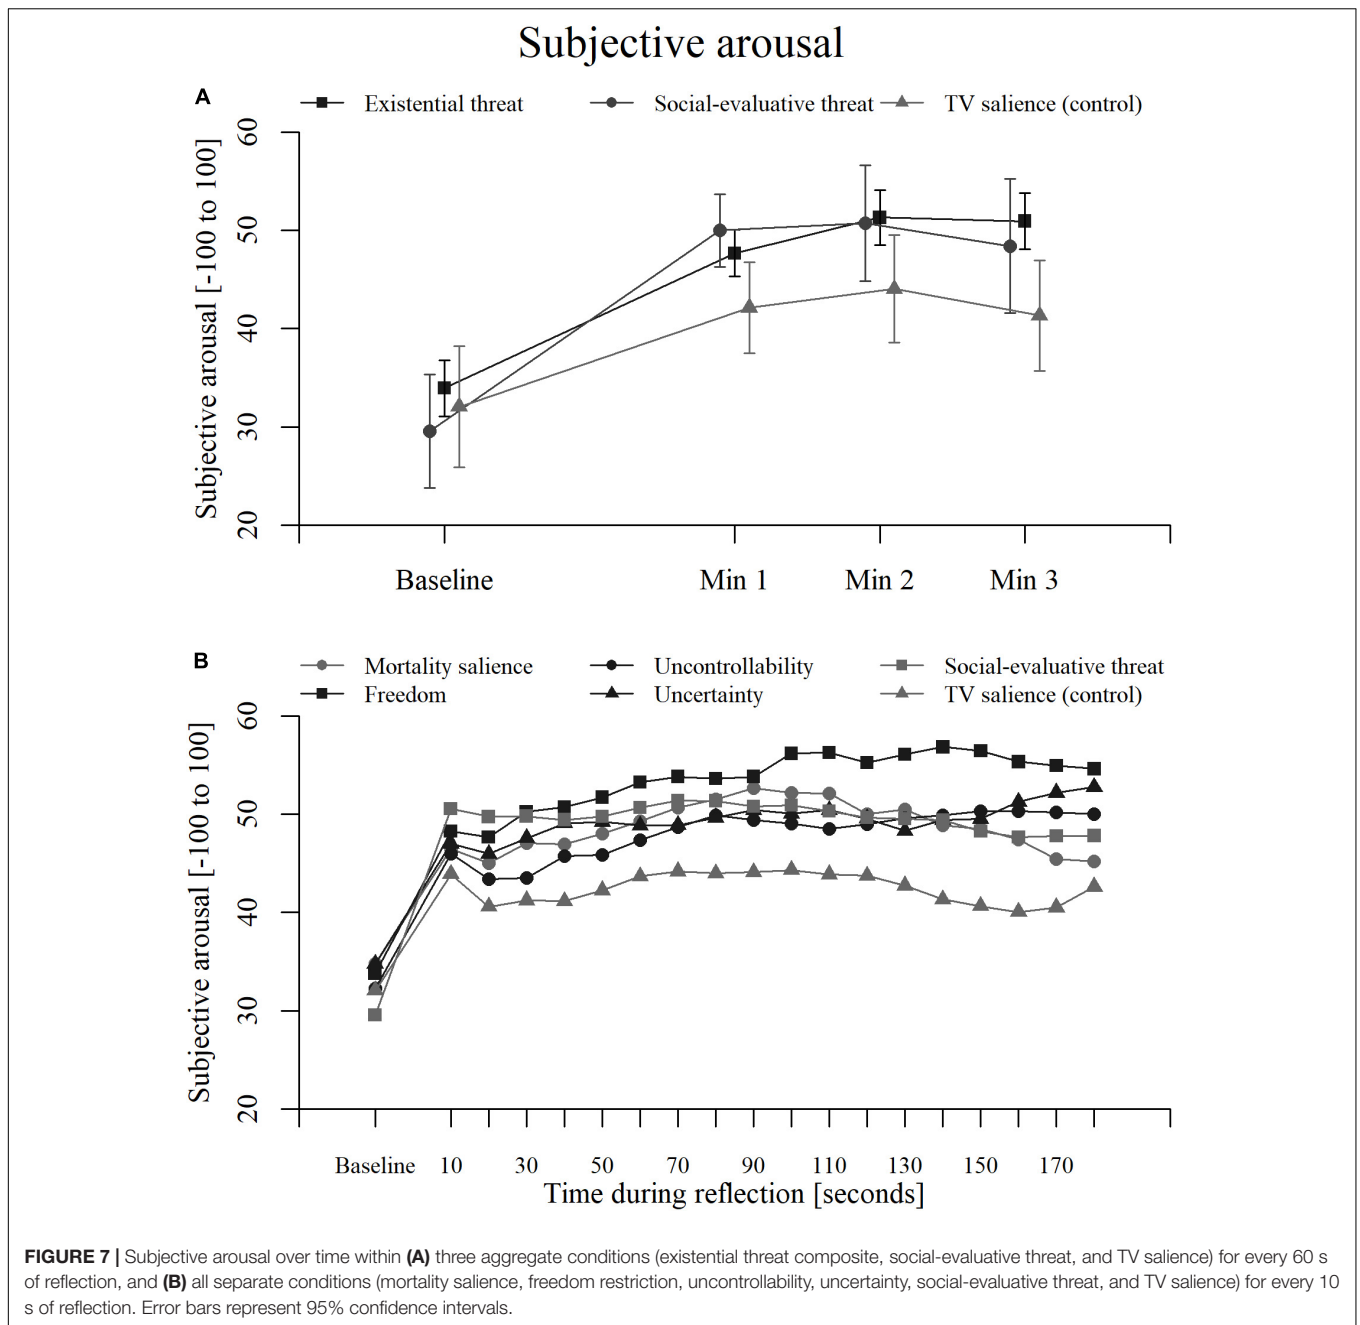 Subjective arousal
A
Existential threat Social-evaluative threat TV salience (control)
Subjective arousal [-100 to 100]
60
50
40
30
20
Baseline Min 1 Min 2 Min 3
B
Mortality salience Uncontrollability Social-evaluative threat
Freedom Uncertainty TV salience (control)
Subjective arousal [-100 to 100]
60
50
40
30
20
Baseline 10 30 50 70 90 110 130 150 170
Time during reflection [seconds]
FIGURE 7 | Subjective arousal over time within (A) three aggregate conditions (existential threat composite, social-evaluative threat, and TV salience) for every 60 s
of reflection, and (B) all separate conditions (mortality salience, freedom restriction, uncontrollability, uncertainty, social-evaluative threat, and TV salience) for every 10
s of reflection. Error bars represent 95% confidence intervals.